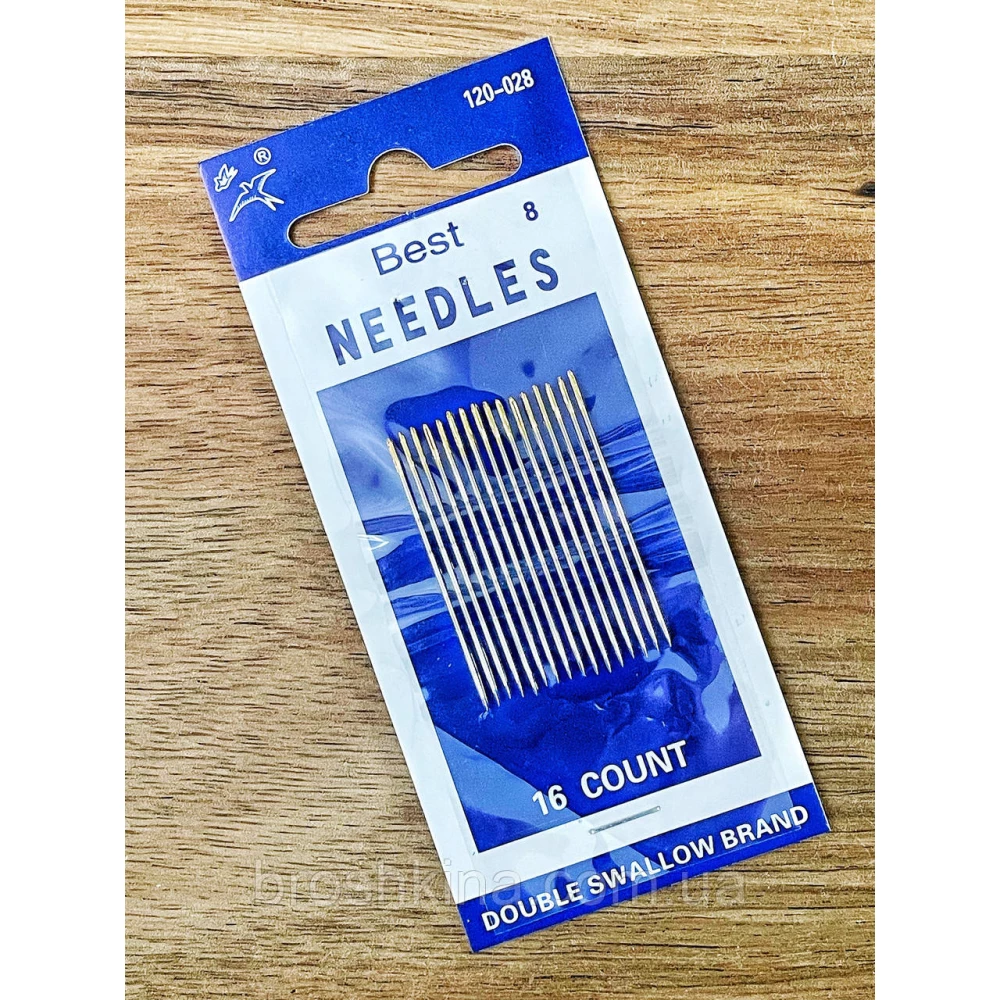 120-028
®
Best 8
NEEDLES
16 COUNT
DOUBLE SWALLOW BRAND
broshkina.com.ua